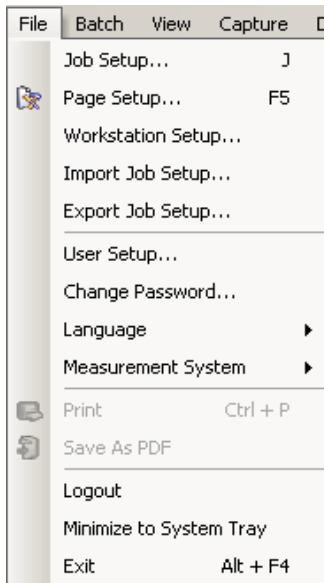 File Batch View Capture
Job Setup... J
Page Setup... F5
Workstation Setup...
Import Job Setup...
Export Job Setup...
User Setup...
Change Password...
Language
Measurement System
Print Ctrl + P
Save As PDF
Logout
Minimize to System Tray
Exit Alt + F4